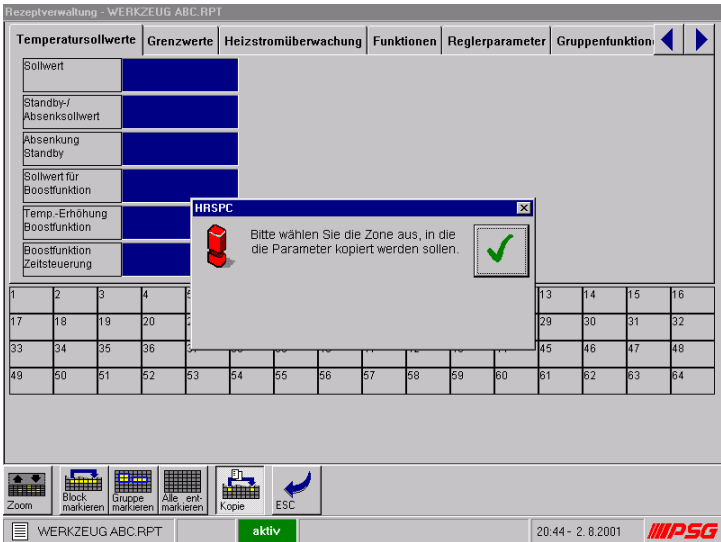 Rezeptverwaltung - WERKZEUG ABC.RPT
Temperatursollwerte Grenzwerte Heizstromüberwachung Funktionen Reglerparameter Gruppenfunktion
Sollwert
Standby-/
Absenksollwert
Absenkung
Standby
Sollwert für
Boostfunktion
Temp.-Erhöhung
Boostfunktion
Boostfunktion
Zeitsteuerung
HRSPC
Bitte wählen Sie die Zone aus, in die
die Parameter kopiert werden sollen.
1 2 3 4 13 14 15 16
17 18 19 20 29 30 31 32
33 34 35 36 45 46 47 48
49 50 51 52 53 54 55 56 57 58 59 60 61 62 63 64
Zoom
Block
markieren
Gruppe
markieren
Alle ent-
markieren
Kopie
ESC
WERKZEUG ABC.RPT aktiv 20:44 - 2. 8.2001 PSG